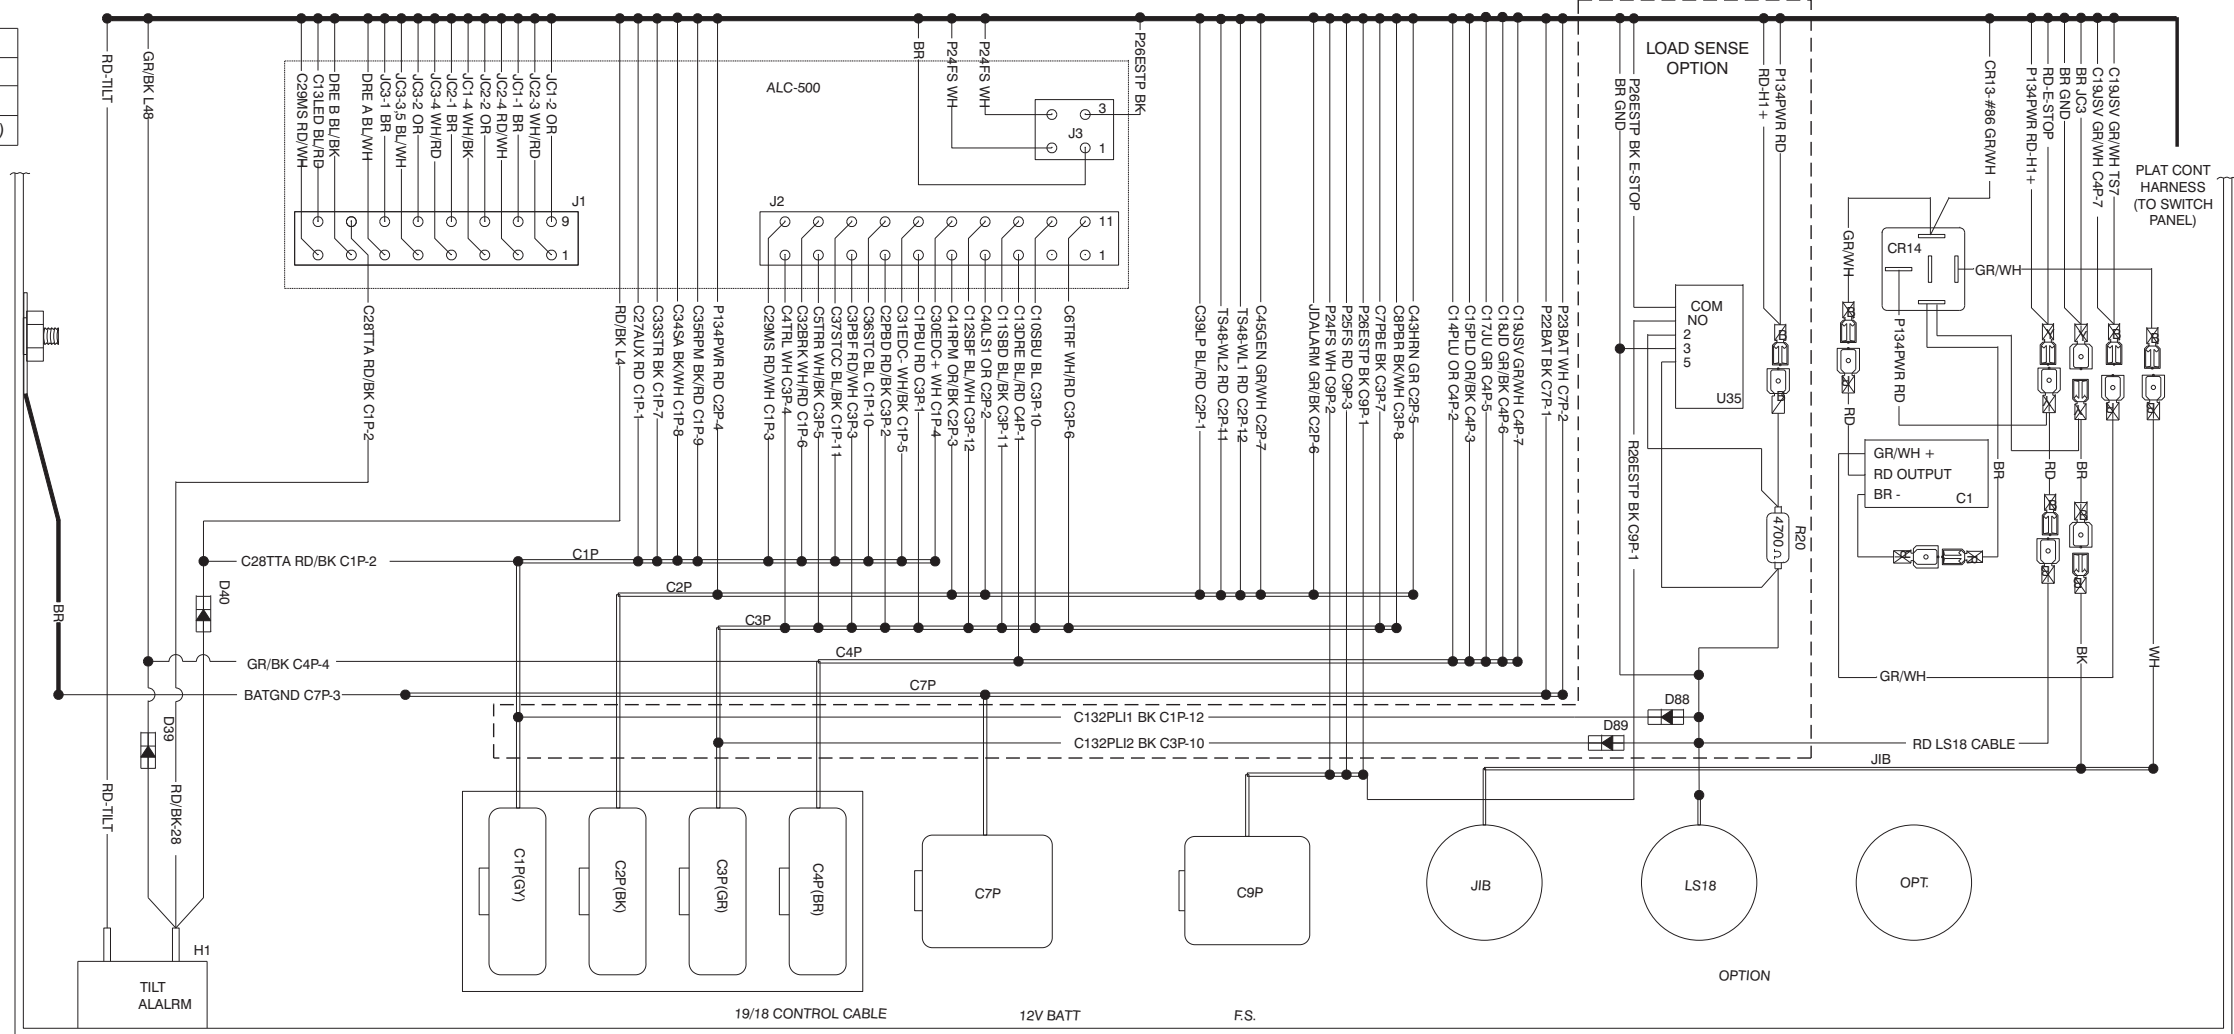 )
RD-TILT
GR/BK L48
C29MS RD/WH
C13LED BL/RD
DRE B BL/BK
DRE A BL/WH
JC3-1 BR
JC3-3,5 BL/WH
JC3-2 OR
JC3-4 WH/RD
JC2-1 BR
JC1-4 WH/BK
JC2-2 OR
JC2-4 RD/WH
JC1-1 BR
JC2-3 WH/RD
JC1-2 OR
ALC-500
BR
P24FS WH
P24FS WH
P26ESTP BK
3
J3
1
LOAD SENSE
OPTION
BR GND
P26ESTP BK E-STOP
RD-H1 +
P134PWR RD
CR13-#86 GR/WH
P134PWR RD-H1+
RD-E-STOP
BR GND
BR JC3
C19JSV GR/WH C4P-7
C19JSV GR/WH TS7
PLAT CONT
HARNESS
(TO SWITCH
PANEL)
J1
9
1
J2
11
1
CR14
GR/WH
GR/WH
P134PWR RD
RD
C28TTA RD/BK C1P-2
RD/BK L4
C27AUX RD C1P-1
C33STR BK C1P-7
C34SA BK/WH C1P-8
C35RPM BK/RD C1P-9
P134PWR RD C2P-4
C29MS RD/WH C1P-3
C4TRL WH C3P-4
C32BRK WH/RD C1P-6
C5TRR WH/BK C3P-5
C37STCC BL/BK C1P-11
C3PBF RD/WH C3P-3
C36STC BL C1P-10
C2PBD RD/BK C3P-2
C31EDC- WH/BK C1P-5
C1PBU RD C3P-1
C30EDC+ WH C1P-4
C41RPM OR/BK C2P-3
C12SBF BL/WH C3P-12
C40LS1 OR C2P-2
C11SBD BL/BK C3P-11
C13DRE BL/RD C4P-1
C10SBU BL C3P-10
C6TRF WH/RD C3P-6
C39LP BL/RD C2P-1
TS48-WL2 RD C2P-11
TS48-WL1 RD C2P-12
C45GEN GR/WH C2P-7
JDALARM GR/BK C2P-6
P24FS WH C9P-2
P25FS RD C9P-3
P26ESTP BK C9P-1
C7PBE BK C3P-7
C8PBR BK/WH C3P-8
C43HRN GR C2P-5
C14PLU OR C4P-2
C15PLD OR/BK C4P-3
C17JU GR C4P-5
C18JD GR/BK C4P-6
C19JSV GR/WH C4P-7
P22BAT BK C7P-1
P23BAT WH C7P-2
COM
NO
2
3
5
U35
R26ESTP BK C9P-1
4700 Ω
R20
GR/WH +
RD OUTPUT
BR -
C1
BR
RD
BR
C28TTA RD/BK C1P-2
C1P
D40
C2P
BR
C3P
GR/BK C4P-4
C4P
BATGND C7P-3
C7P
GR/WH
BK
WH
C132PLI1 BK C1P-12
D88
D39
C132PLI2 BK C3P-10
D89
RD LS18 CABLE
JIB
RD-TILT
RD/BK-28
C1P(GY)
C2P(BK)
C3P(GR)
C4P(BR)
C7P
C9P
JIB
LS18
OPT.
H1
TILT
ALALRM
OPTION
19/18 CONTROL CABLE
12V BATT
F.S.